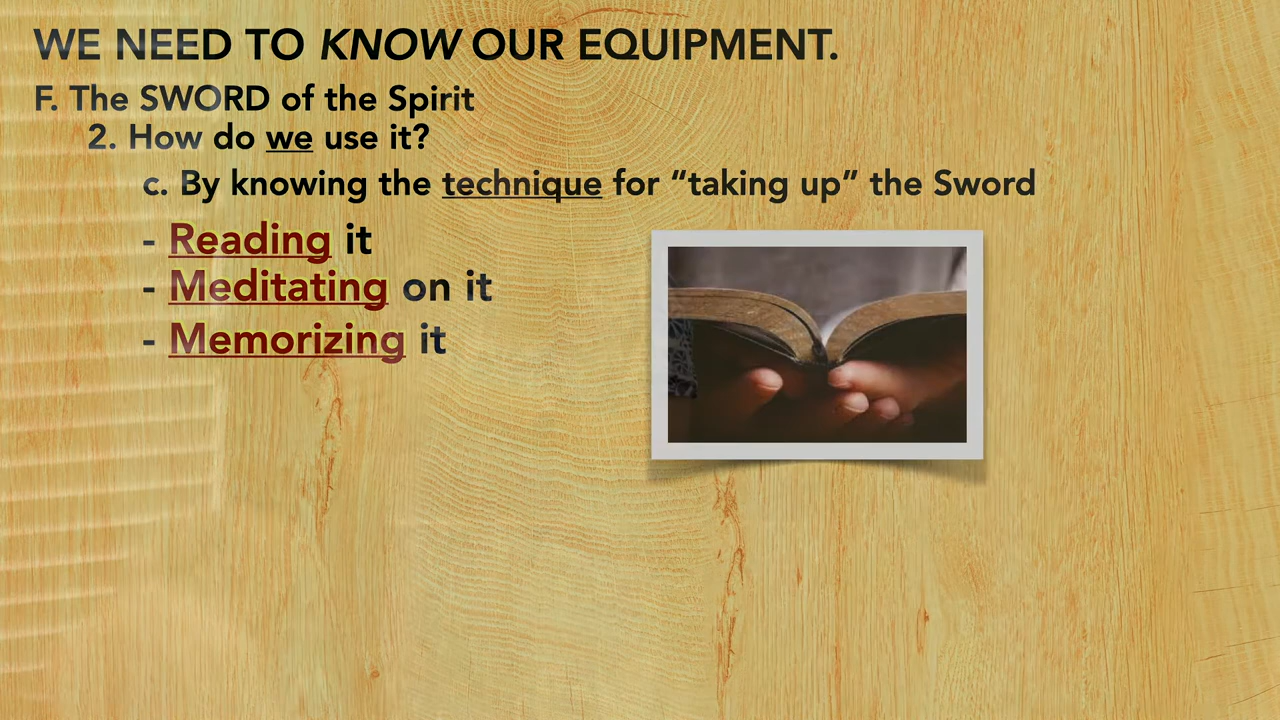 WE NEED TO KNOW OUR EQUIPMENT.
F. The SWORD of the Spirit
2. How do we use it?
c. By knowing the technique for “taking up” the Sword
- Reading it
- Meditating on it
- Memorizing it